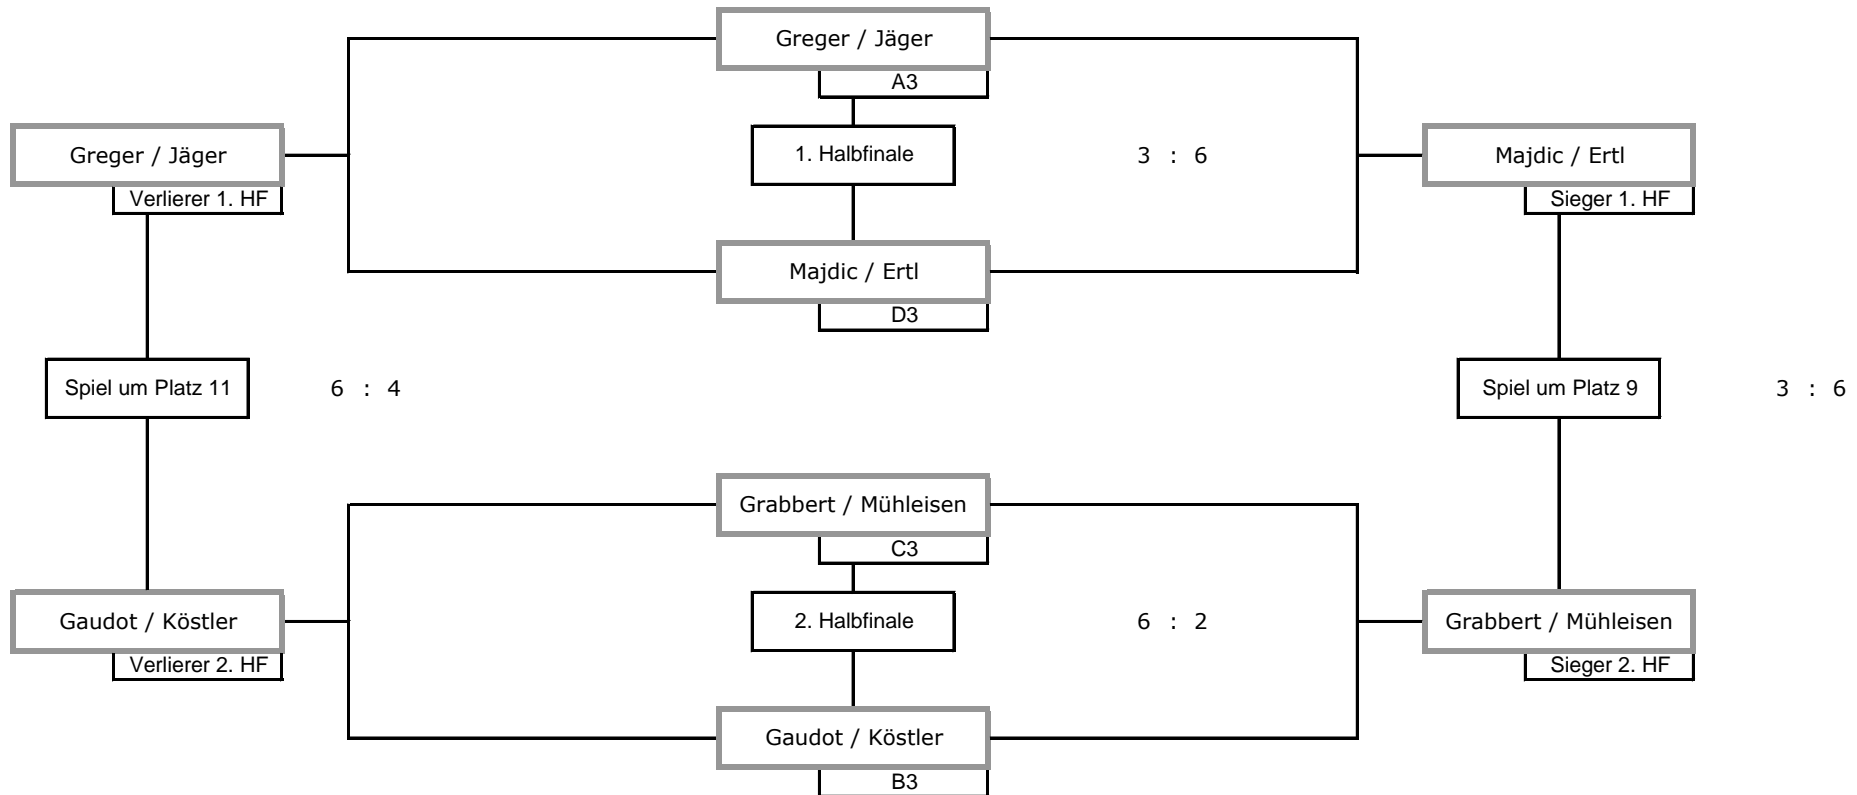 Greger / Jäger
A3
Greger / Jäger
1. Halbfinale
3 : 6
Majdic / Ertl
Verlierer 1. HF
Sieger 1. HF
Majdic / Ertl
D3
Spiel um Platz 11
6 : 4
Spiel um Platz 9
3 : 6
Grabbert / Mühleisen
C3
Gaudot / Köstler
2. Halbfinale
6 : 2
Grabbert / Mühleisen
Verlierer 2. HF
Sieger 2. HF
Gaudot / Köstler
B3